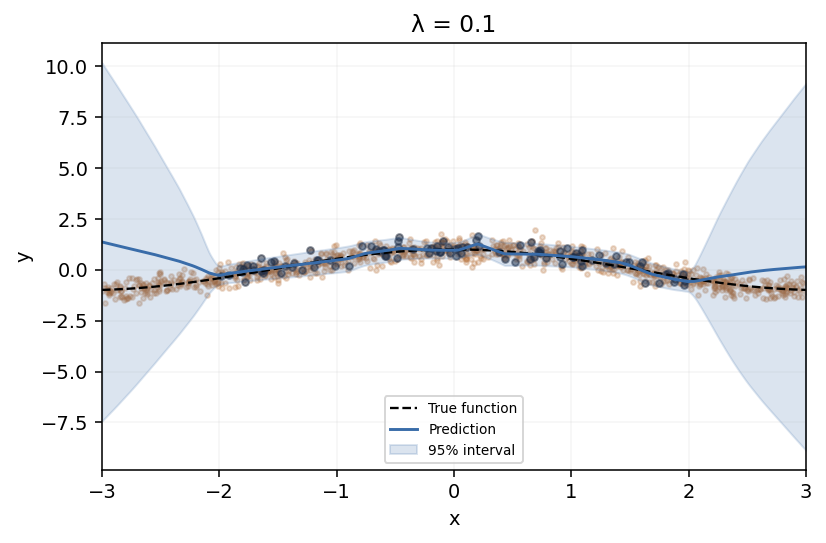 λ = 0.1
10.0
7.5
5.0
2.5
0.0
−2.5
−5.0
−7.5
y
True function
Prediction
95% interval
−3 −2 −1 0 1 2 3
x